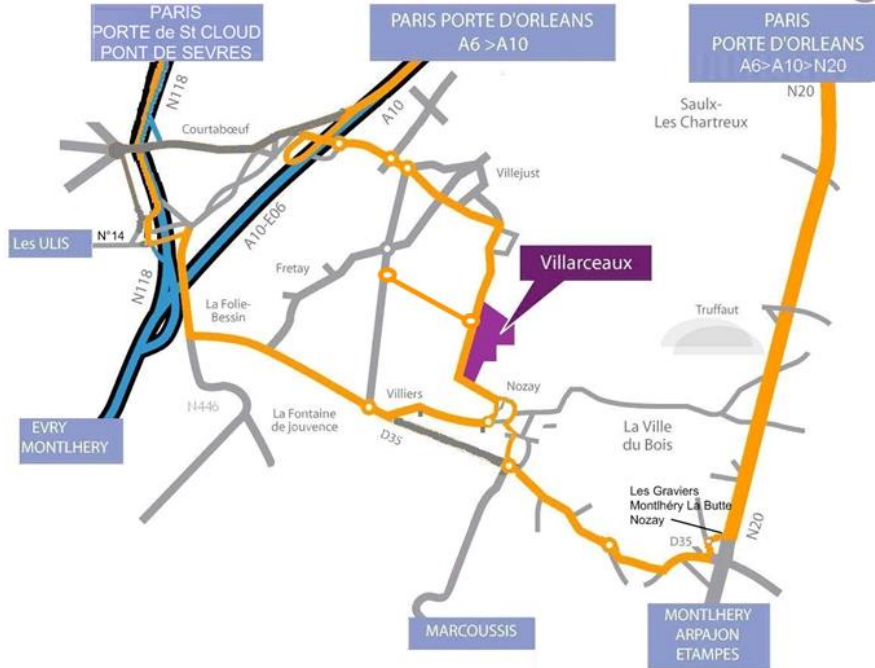 PARIS
PORTE de St CLOUD
PONT DE SEVRES
PARIS PORTE D'ORLEANS
A6 >A10
PARIS
PORTE D'ORLEANS
A6>A10>N20
N118
A10
N20
Saulx-
Les Chartreux
Courtabœuf
Villejust
Les ULIS
N°14
A10-E06
N118
Fretay
Villarceaux
La Folie-
Bessin
Truffaut
N446
Villiers
Nozay
La Fontaine
de jouvence
D35
La Ville
du Bois
EVRY
MONTLHERY
Les Graviers
Montlhéry La Butte
Nozay
D35
N20
MARCOUSSIS
MONTLHERY
ARPAJON
ETAMPES